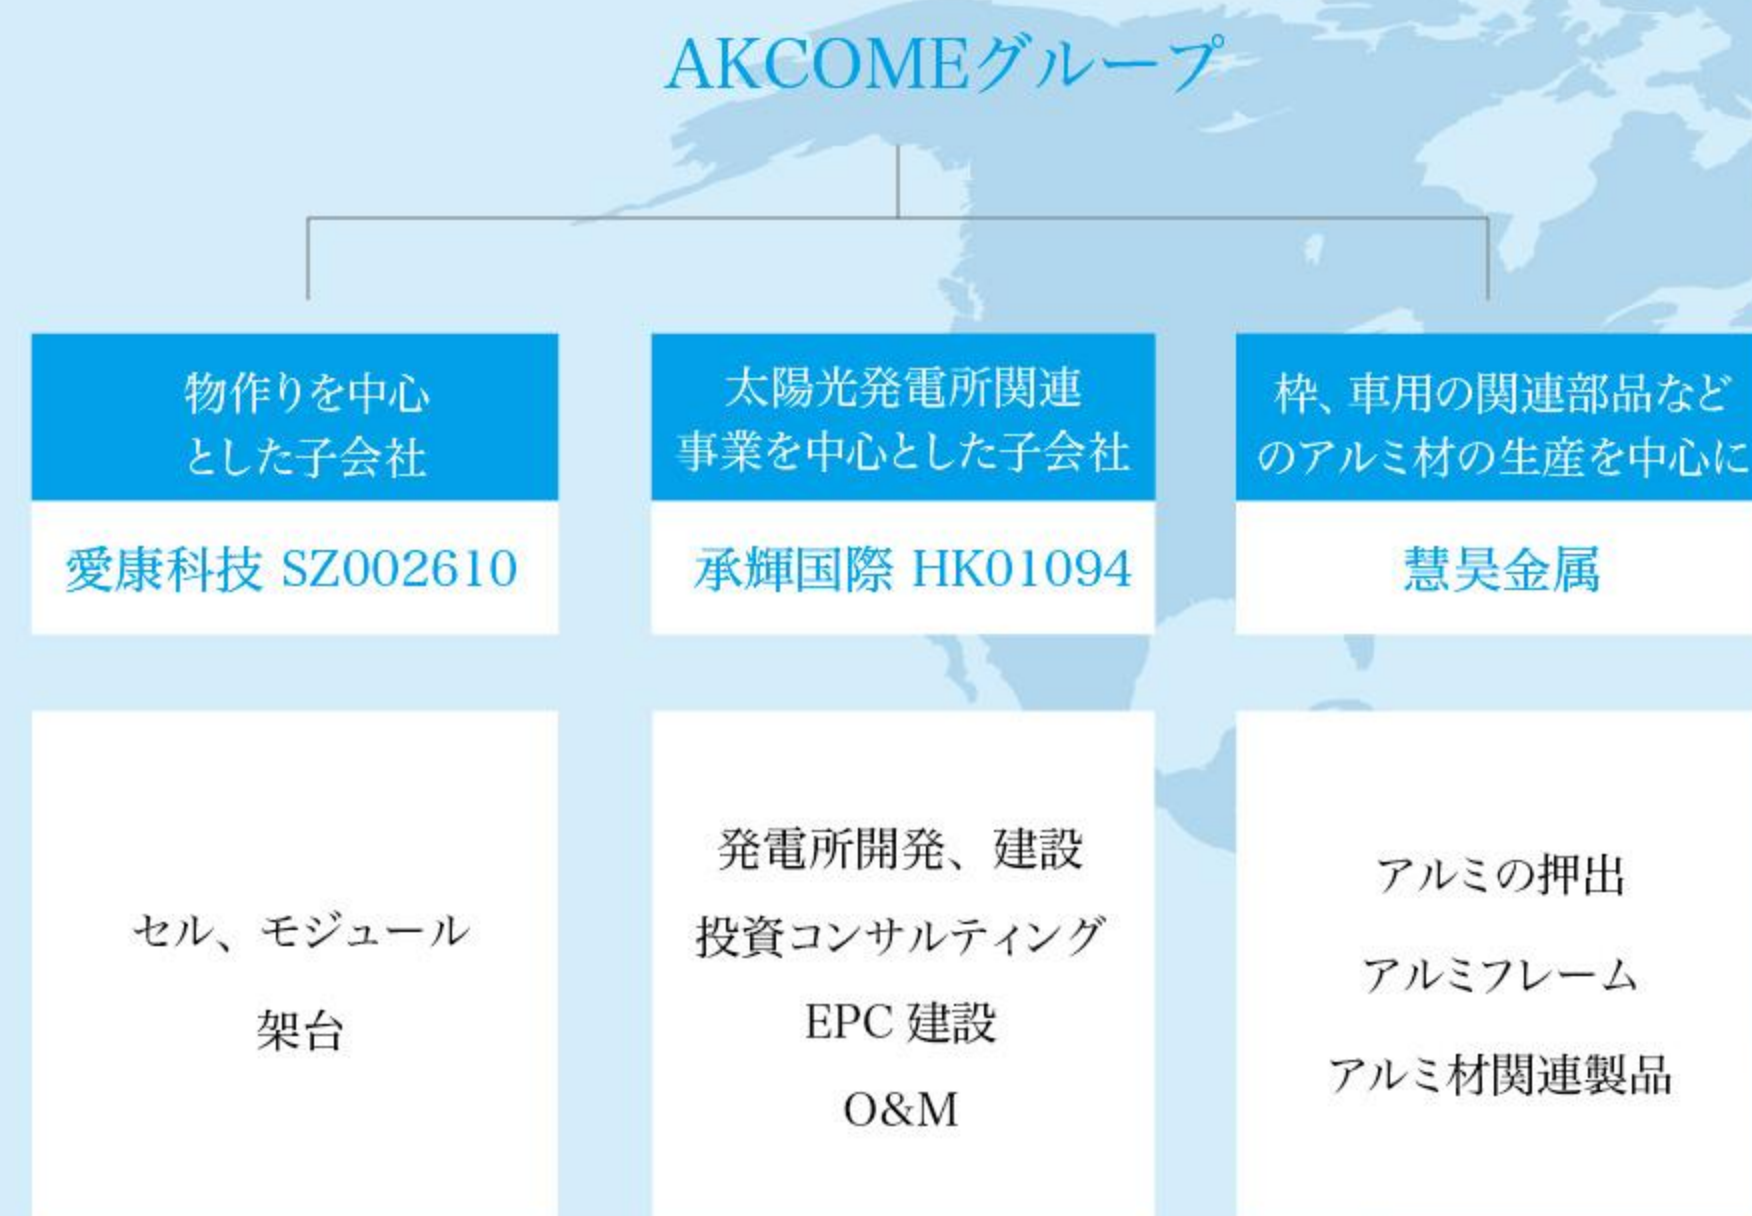 AKCOMEグループ
物作りを中心
とした子会社
愛康科技 SZ002610
セル、モジュール
架台
太陽光発電所関連
事業を中心とした子会社
承輝国際 HK01094
発電所開発、建設
投資コンサルティング
EPC 建設
O&M
枠、車用の関連部品など
のアルミ材の生産を中心に
慧昊金属
アルミの押出
アルミフレーム
アルミ材関連製品